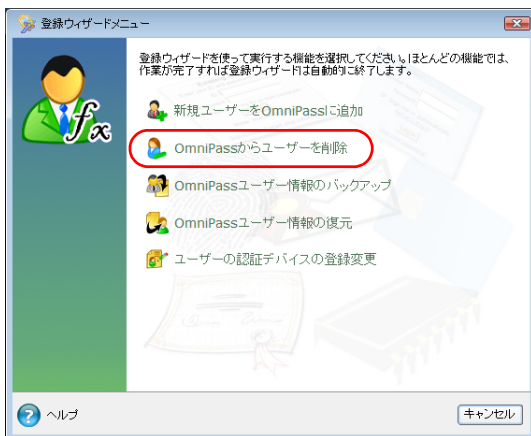 登録ウィザードメニュー
登録ウィザードを使って実行する機能を選択してください。ほとんどの機能では、
作業が完了すれば登録ウィザードは自動的に終了します。
fx
新規ユーザーをOmniPassに追加
OmniPassからユーザーを削除
OmniPassユーザー情報のバックアップ
OmniPassユーザー情報の復元
ユーザーの認証デバイスの登録変更
ヘルプ
キャンセル